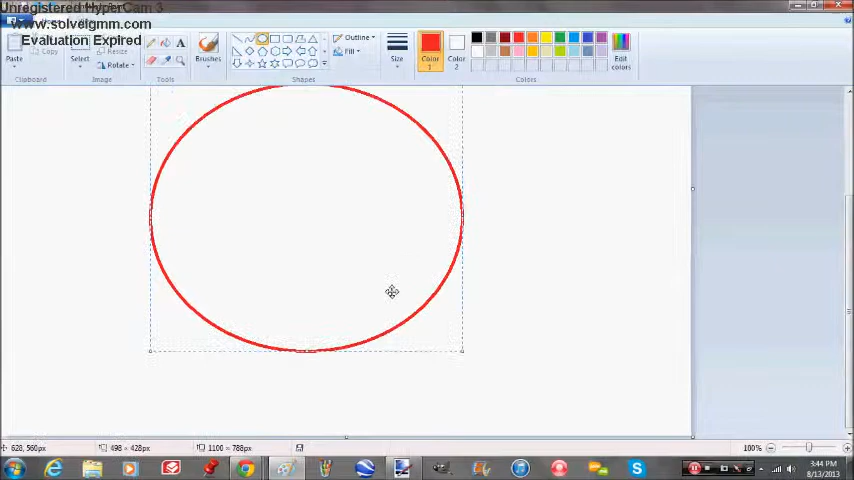 Unregistered HyperCam 3
www.solveigmm.com
Evaluation Expired
Paste
Clipboard
Select
Copy
Resize
Rotate
Image
A
Tools
Brushes
Outline
Fill
Shapes
Size
Color
1
Color
2
Edit
colors
Colors
628, 560px
498 × 428px
1100 × 788px
100%
3:44 PM
8/13/2013